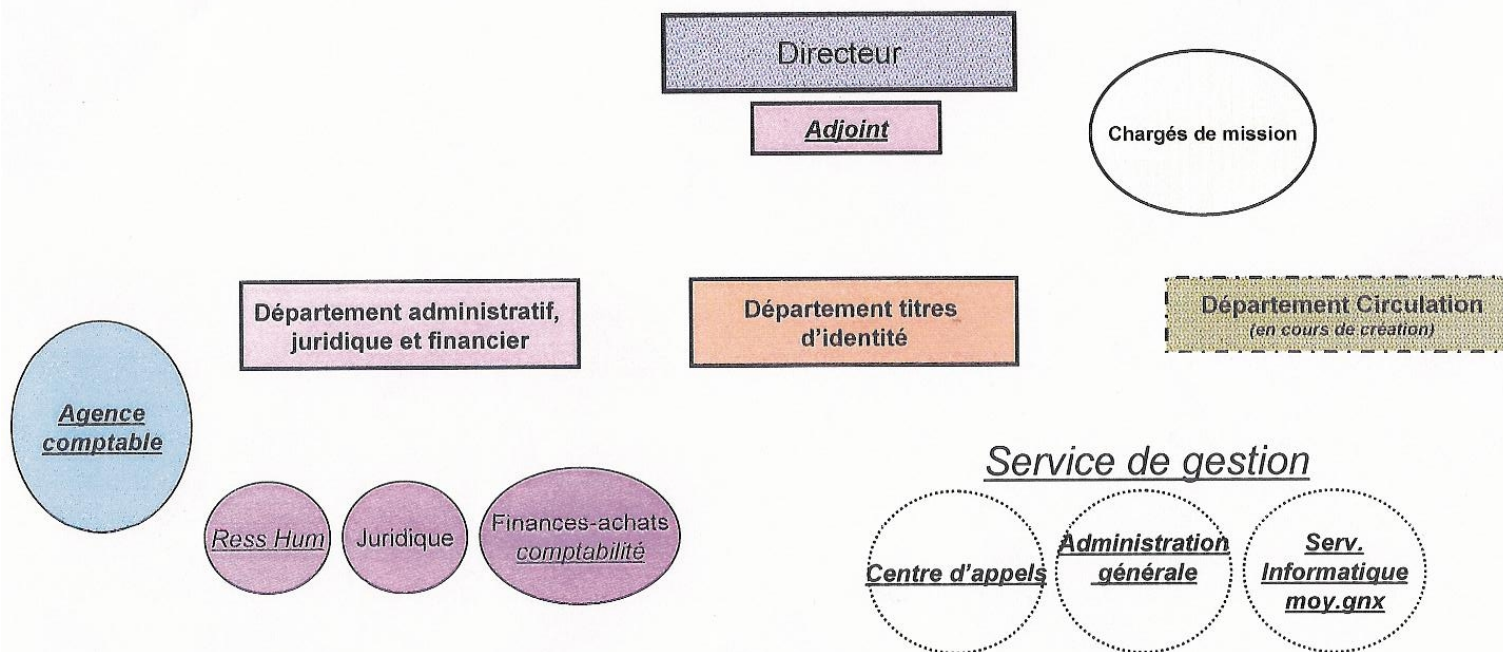 Directeur
Adjoint
Chargés de mission
Département administratif,
juridique et financier
Département titres
d'identité
Département Circulation
(en cours de création)
Agence
comptable
Ress Hum
Juridique
Finances-achats
comptabilité
Service de gestion
Centre d'appels
Administration
générale
Serv.
Informatique
moy.gnx